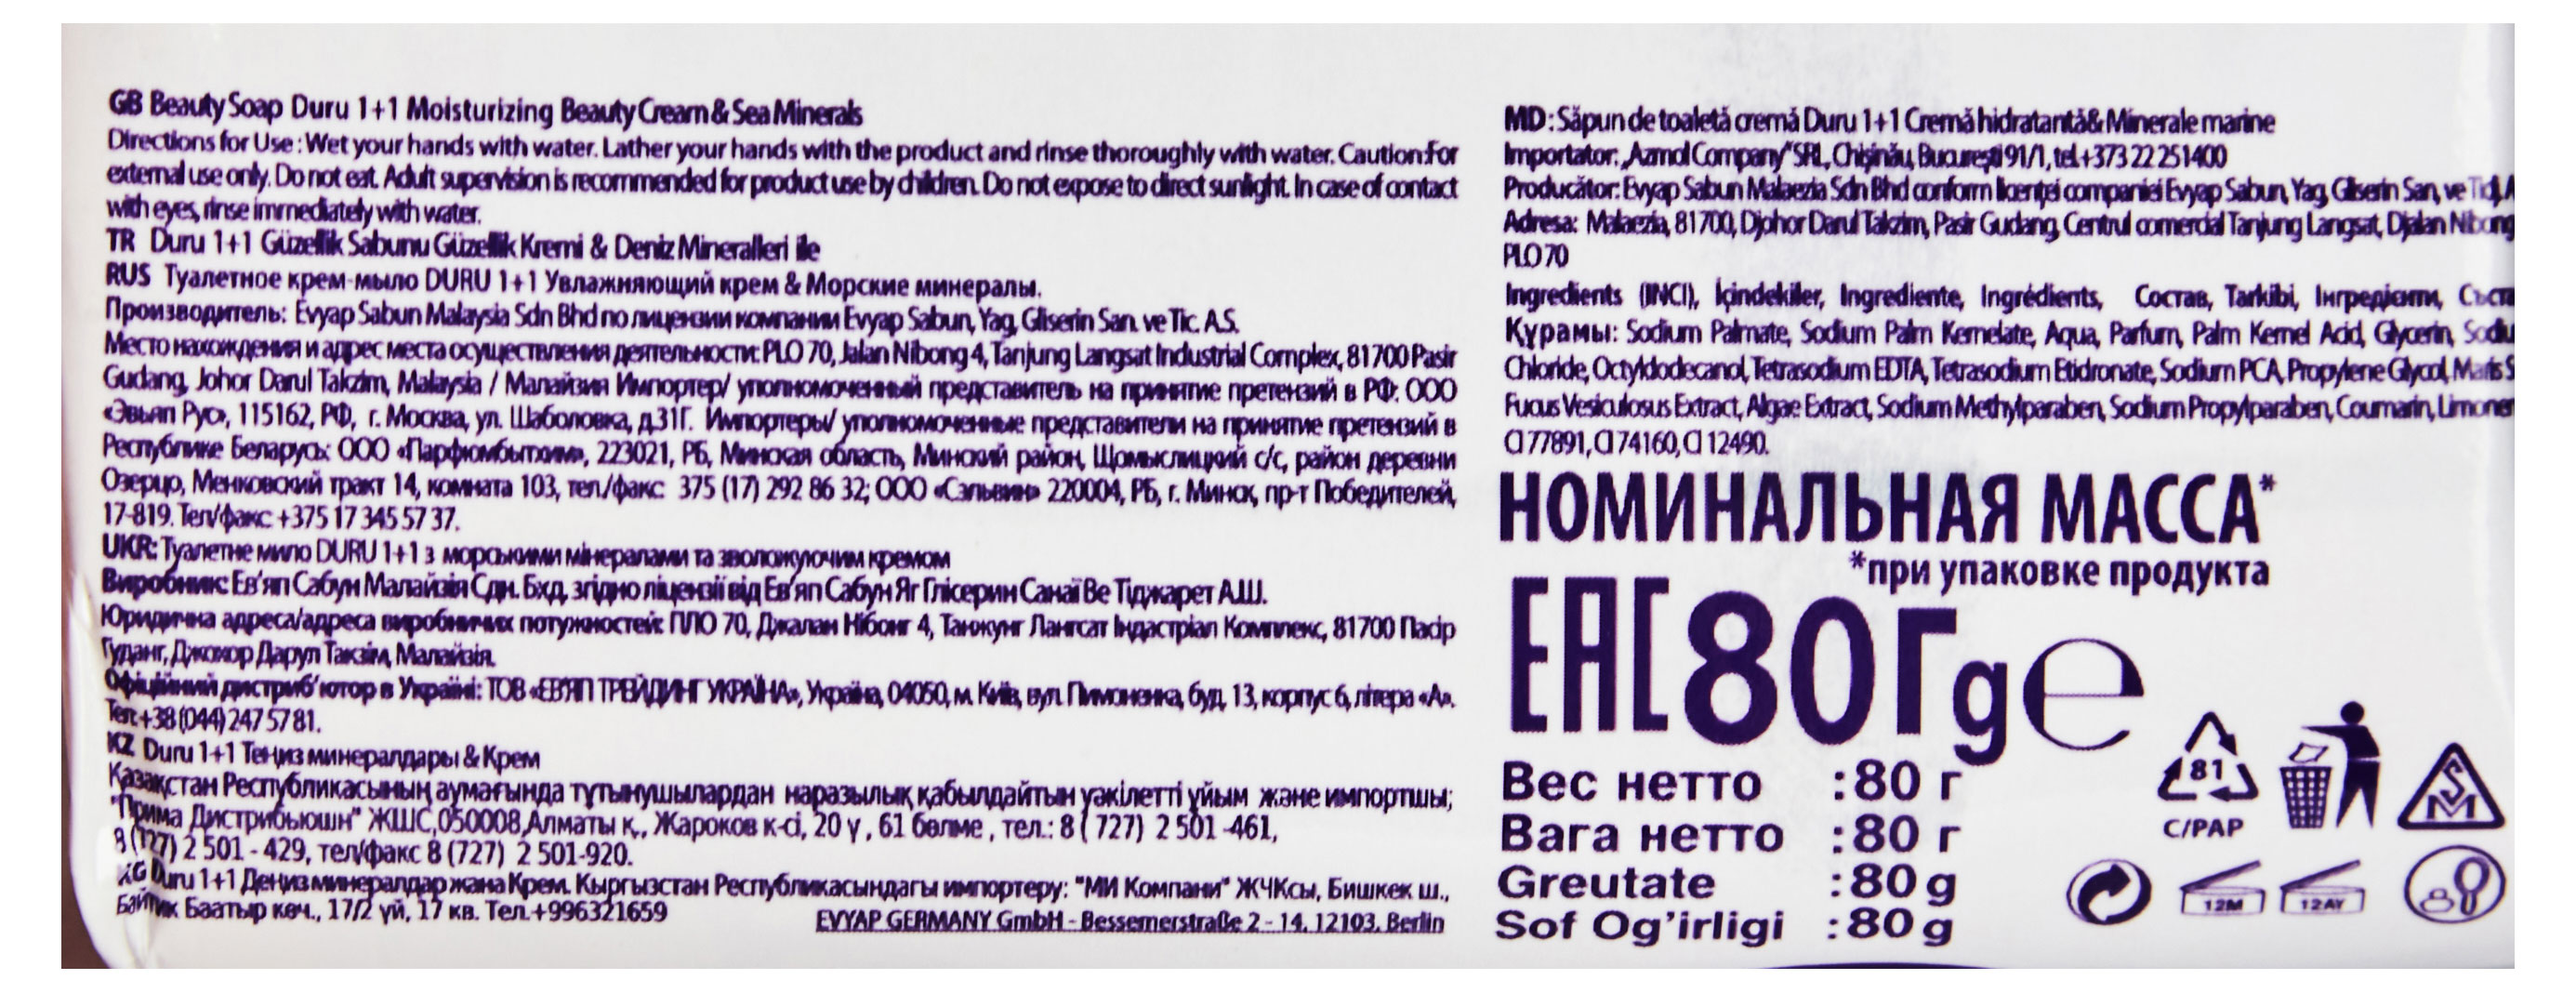 GB Beauty Soap Duru 1+1 Moisturizing Beauty Cream & Sea Minerals
Directions for Use : Wet your hands with water. Lather your hands with the product and rinse thoroughly with water. Caution:For
external use only. Do not eat. Adult supervision is recommended for product use by children. Do not expose to direct sunlight. In case of contact
with eyes, rinse immediately with water.
TR Duru 1+1 Güzellik Sabunu Güzellik Kremi & Deniz Mineralleri ile
RUS Туалетное крем-мыло DURU 1+1 Увлажняющий крем & Морские минералы.
Производитель: Evyap Sabun Malaysia Sdn Bhd по лицензии компании Evyap Sabun, Yag, Gliserin San. ve Tic. A.S.
Место нахождения и адрес места осуществления деятельности: PLO 70, Jalan Nibong 4, Tanjung Langsat Industrial Complex, 81700 Pasir
Gudang, Johor Darul Takzim, Malaysia / Малайзия Импортер/ уполномоченный представитель на принятие претензий в РФ: ООО
«Эвьяп Рус», 115162, РФ, г. Москва, ул. Шаболовка, д.31Г. Импортеры/ уполномоченные представители на принятие претензий в
Республике Беларусь: ООО «Парфюмбытхим», 223021, РБ, Минская область, Минский район, Щомыслицкий с/с, район деревни
Озерцо, Менковский тракт 14, комната 103, тел./факс: 375 (17) 292 86 32; ООО «Сэльвин» 220004, РБ, г. Минск, пр-т Победителей,
17-819. Тел/факс: +375 17 345 57 37.
UKR: Туалетне мило DURU 1+1 з морськими мінералами та зволожуючим кремом
Виробник: Ев'яп Сабун Малайзія Сдн. Бхд. згідно ліцензії від Ев'яп Сабун Яг Глісерин Санаї Ве Тіджарет А.Ш.
Юридична адреса/адреса виробничих потужностей: ПЛО 70, Джалан Нібонг 4, Танжунг Лангсат Індастріал Комплекс, 81700 Пасір
Гуданг, Джохор Дарул Такзім, Малайзія.
Офіційний дистриб'ютор в Україні: ТОВ «ЕВ'ЯП ТРЕЙДИНГ УКРАЇНА», Україна, 04050, м. Київ, вул. Пимоненка, буд. 13, корпус 6, літера «А».
Тел: +38 (044) 247 57 81.
KZ Duru 1+1 Теңиз минералдары & Крем
Қазақстан Республикасының аумағында тұтынушылардан наразылық қабылдайтын уәкілетті ұйым және импортшы;
"Прима Дистрибьюшн" ЖШС,050008,Алматы қ., Жароков к-сі, 20 ү , 61 бөлме , тел.: 8 ( 727) 2 501 -461,
8 (727) 2 501 - 429, тел/факс 8 (727) 2 501-920.
KG Duru 1+1 Деңиз минералдар жана Крем. Кыргызстан Республикасындагы импортеру: "МИ Компани" ЖЧКсы, Бишкек ш.,
Байтик Баатыр көч., 17/2 үй, 17 кв. Тел.+996321659
EVYAP GERMANY GmbH - Bessemerstraße 2 - 14, 12103, Berlin
MD : Săpun de toaletă cremă Duru 1+1 Cremă hidratantă& Minerale marine
Importator: „Azmol Company" SRL, Chişinău, Bucureşti 91/1, tel.+373 22 251400
Producător: Evyap Sabun Malaezia Sdn Bhd conform licenţei companiei Evyap Sabun, Yag, Gliserin San, ve
Adresa: Malaezia, 81700, Djohor Darul Takzim, Pasir Gudang, Centrul comercial Tanjung Langsat, Djalan Nibong
PLO 70
Ingredients (INCI), İçindekiler, Ingrediente, Ingrédients, Состав, Tarkibi, Інгредієнти,
Құрамы: Sodium Palmate, Sodium Palm Kernelate, Aqua, Parfum, Palm Kernel Acid, Glycerin,
Chloride, Octyldodecanol, Tetrasodium EDTA, Tetrasodium Etidronate, Sodium PCA, Propylene Glycol, Maris
Fucus Vesiculosus Extract, Algae Extract, Sodium Methylparaben, Sodium Propylparaben, Coumarin,
CI 77891, CI 74160, CI 12490.
НОМИНАЛЬНАЯ МАССА*
*при упаковке продукта
EAC 80Гg e
Вес нетто :80 г
Вага нетто :80 г
Greutate :80 g
Sof Og'irligi :80 g
81
C/PAP
SM
12M
12AY